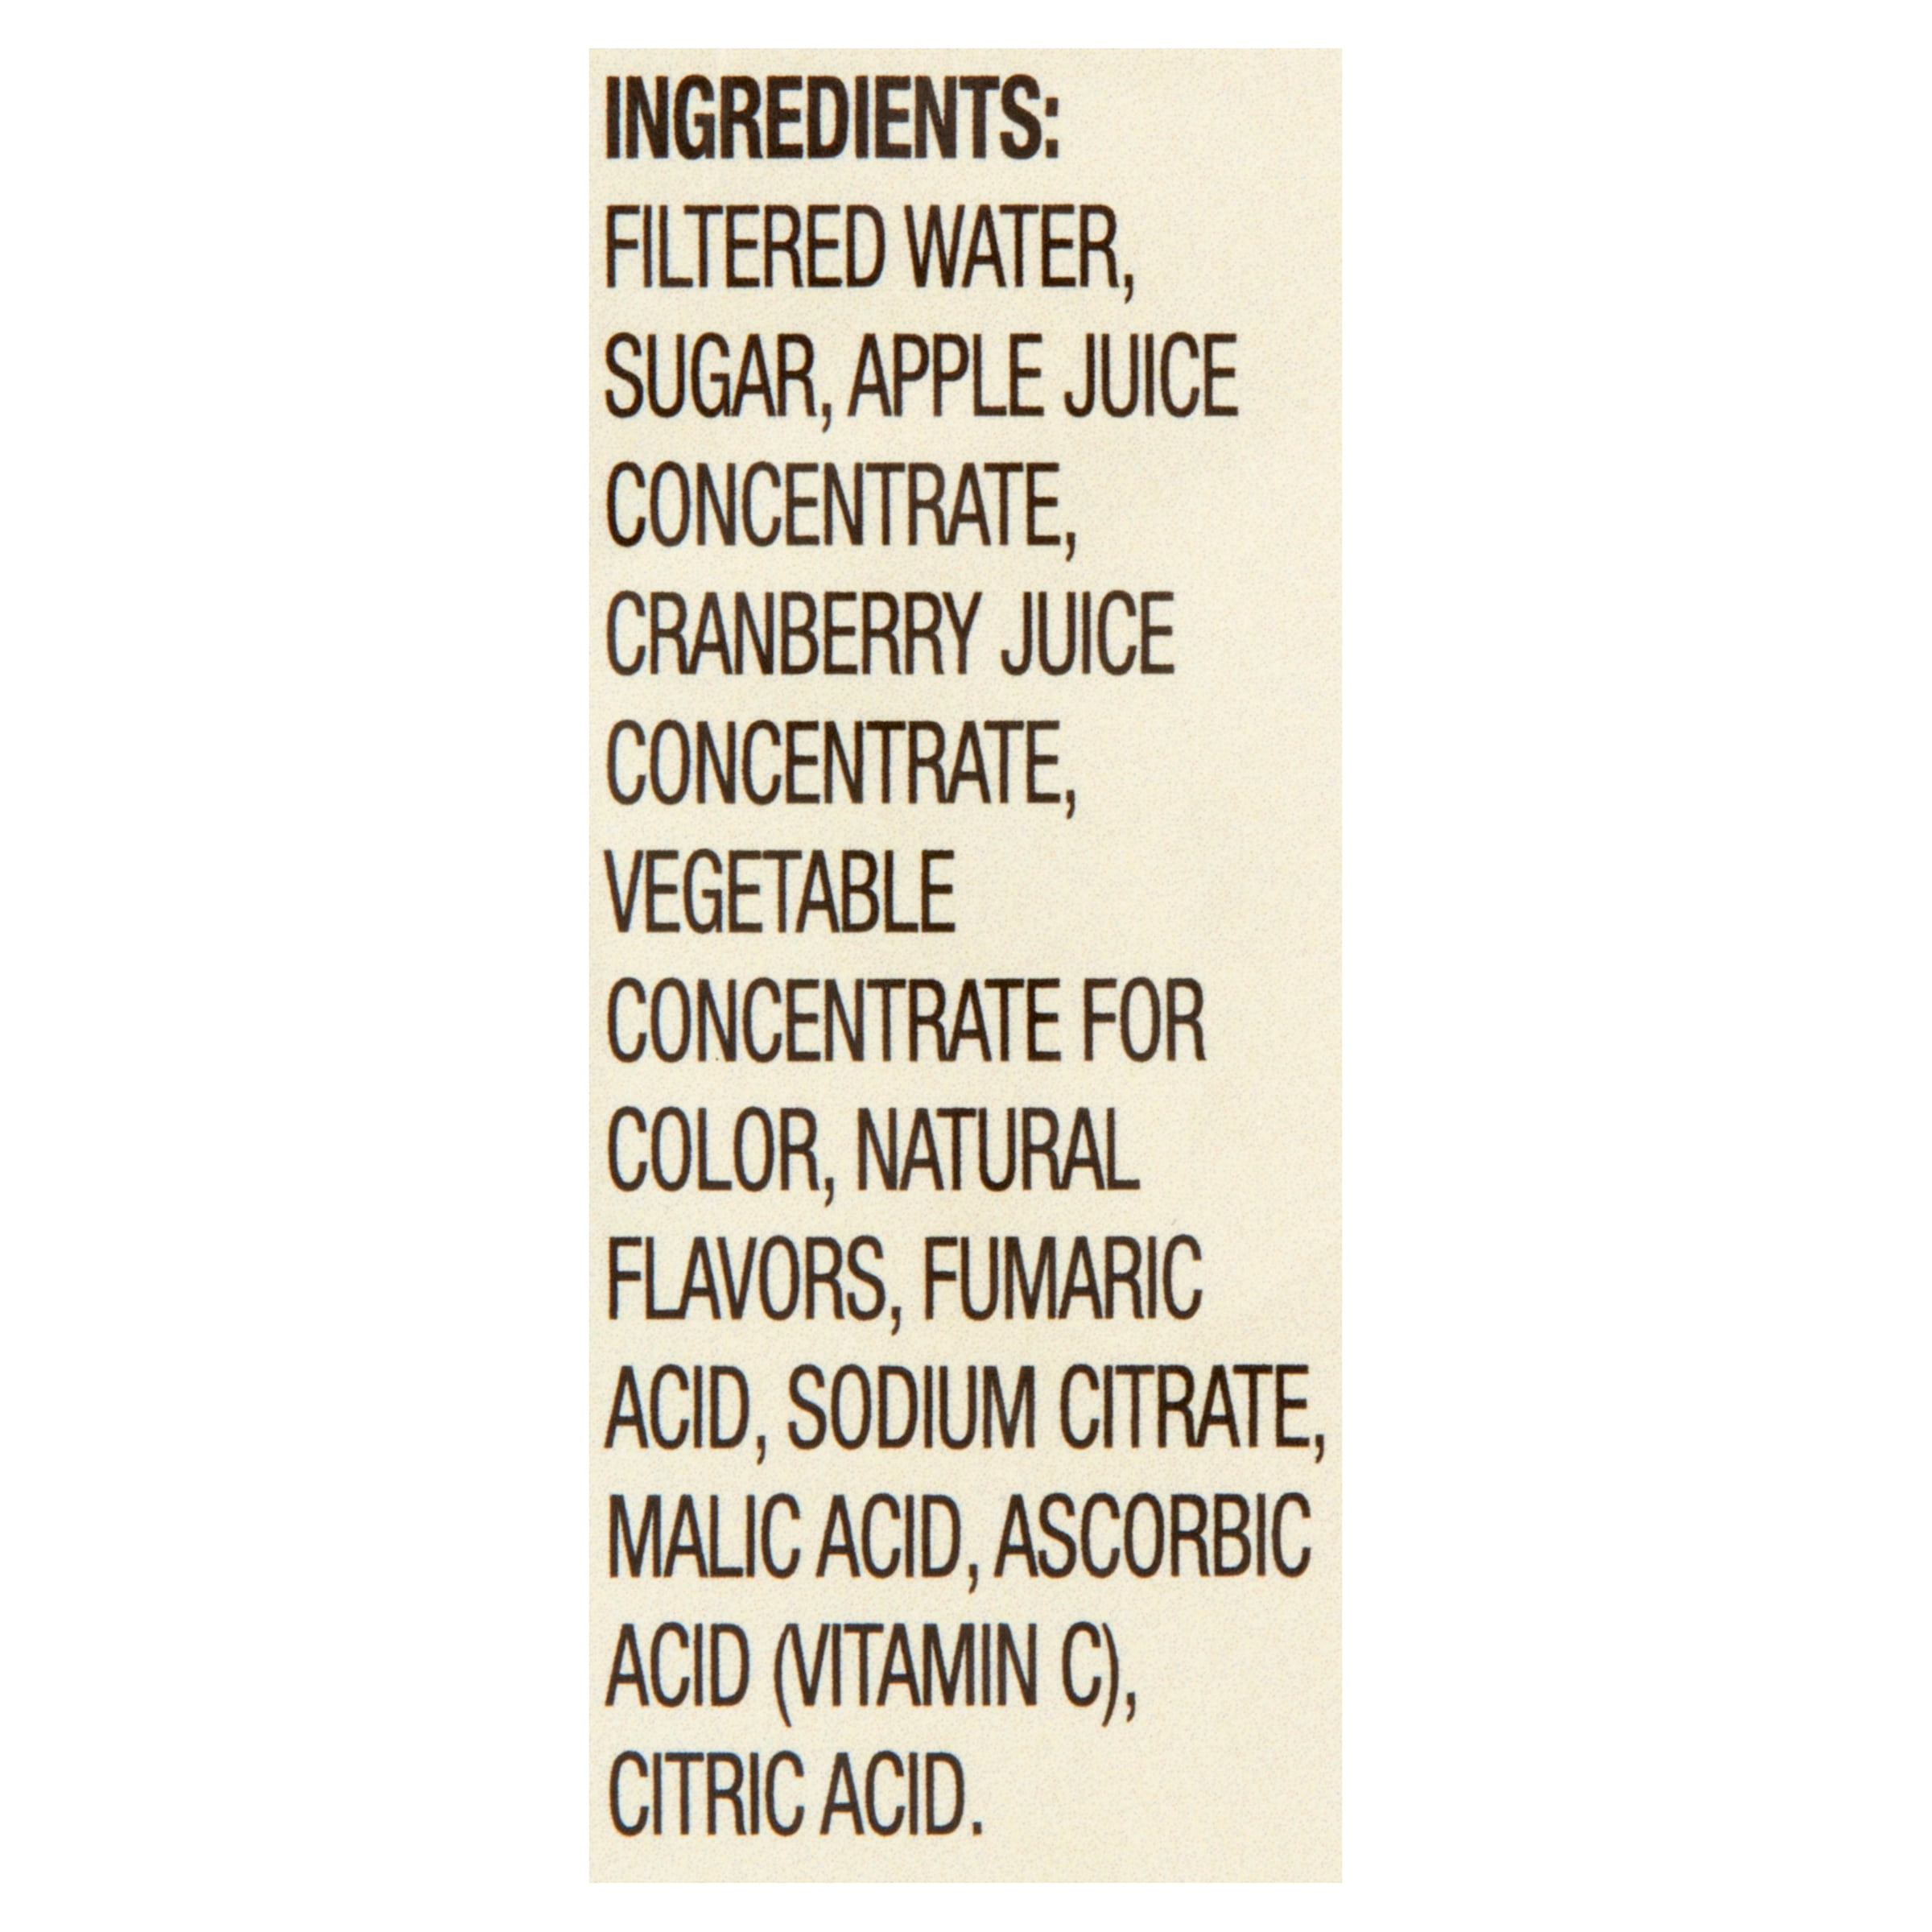 INGREDIENTS:
FILTERED WATER,
SUGAR, APPLE JUICE
CONCENTRATE,
CRANBERRY JUICE
CONCENTRATE,
VEGETABLE
CONCENTRATE FOR
COLOR, NATURAL
FLAVORS, FUMARIC
ACID, SODIUM CITRATE,
MALIC ACID, ASCORBIC
ACID (VITAMIN C),
CITRIC ACID.